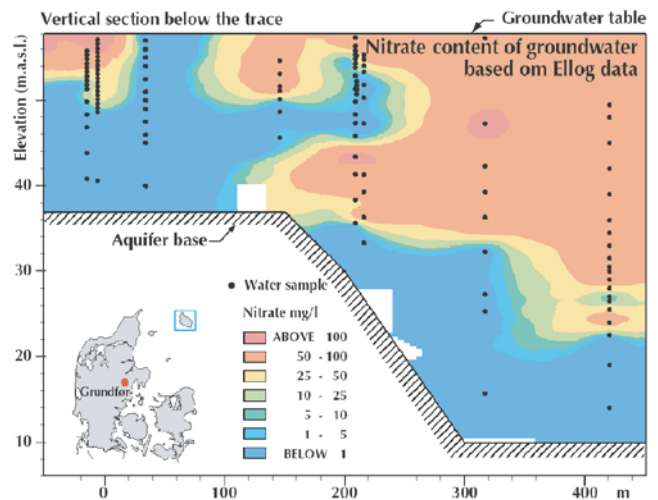 Vertical section below the trace
Groundwater table
Nitrate content of groundwater
based om Ellog data
Elevation (m.a.s.l.)
40
30
20
10
Aquifer base
Water sample
Nitrate mg/l
ABOVE 100
50 - 100
25 - 50
10 - 25
5 - 10
1 - 5
BELOW 1
Grundfør
0
100
200
300
400
m